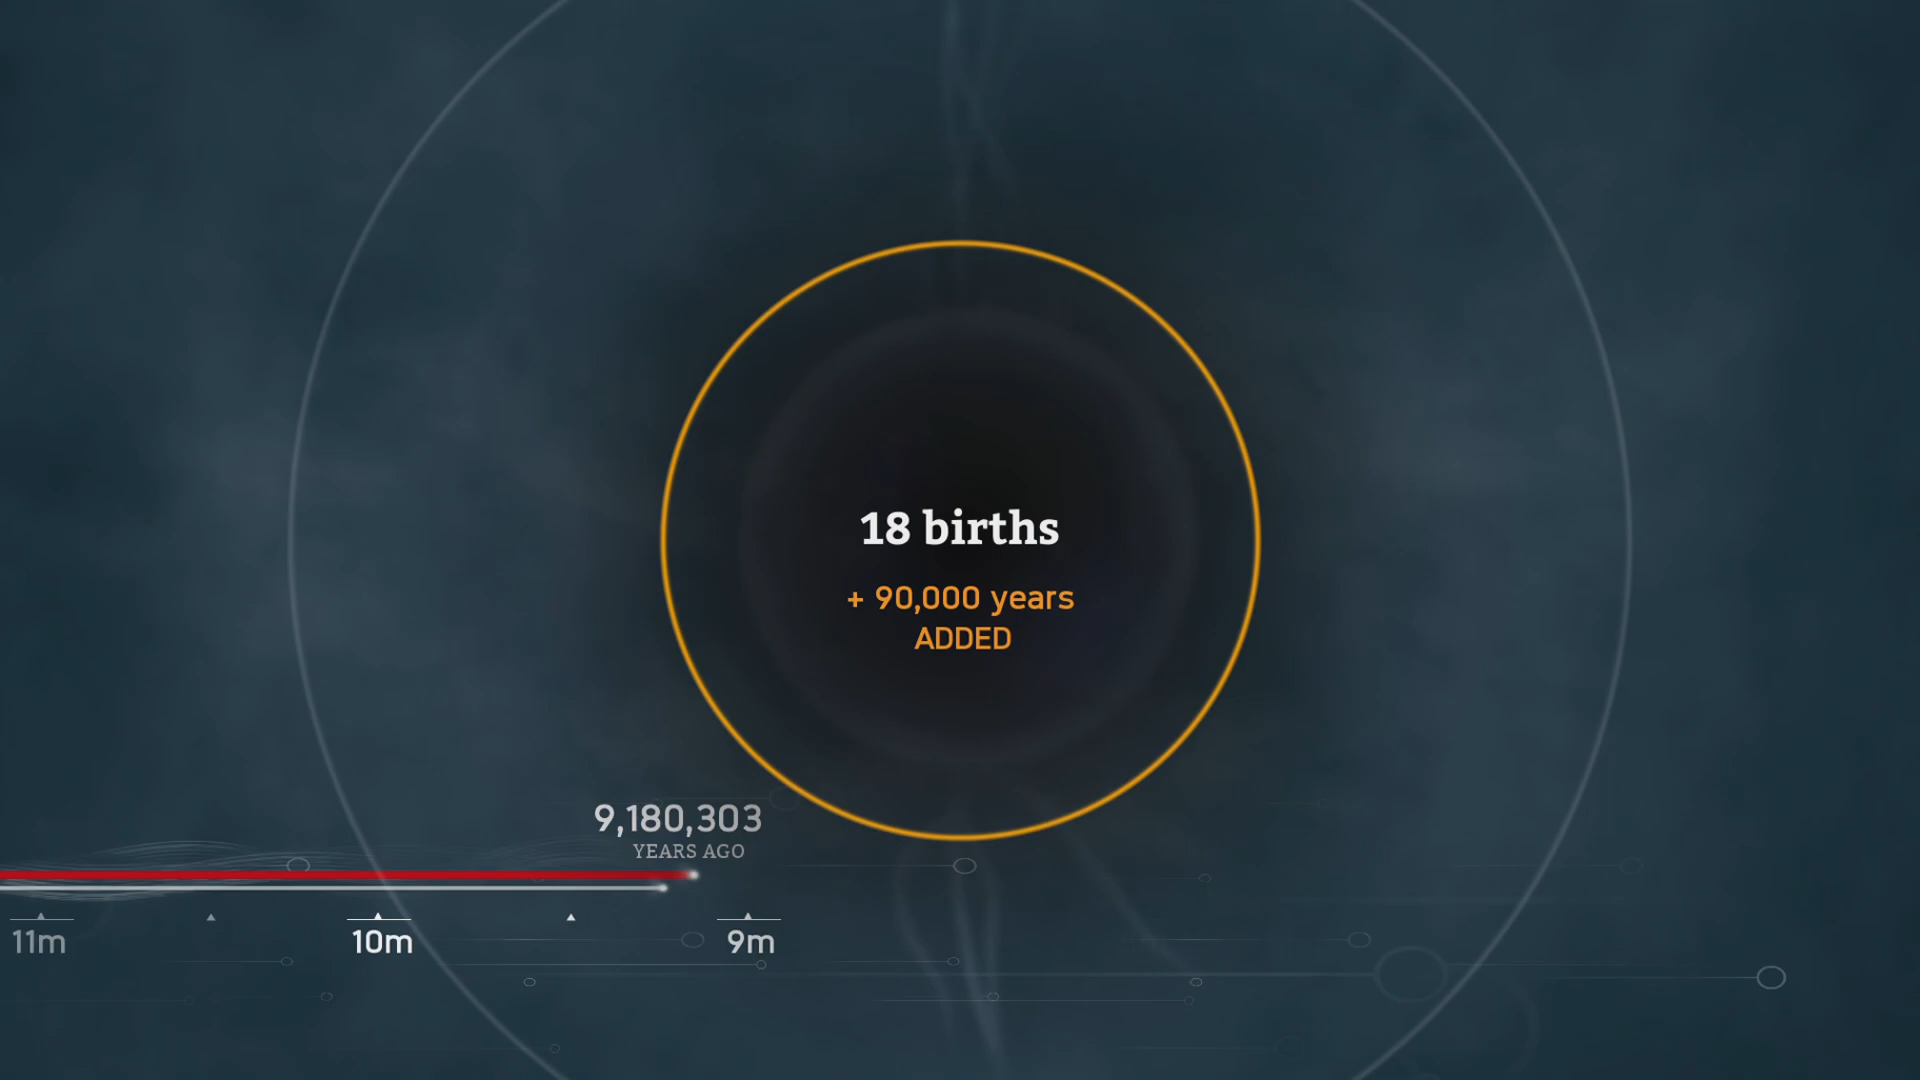 18 births
+ 90,000 years
ADDED
9,180,303
YEARS AGO
11m
10m
9m